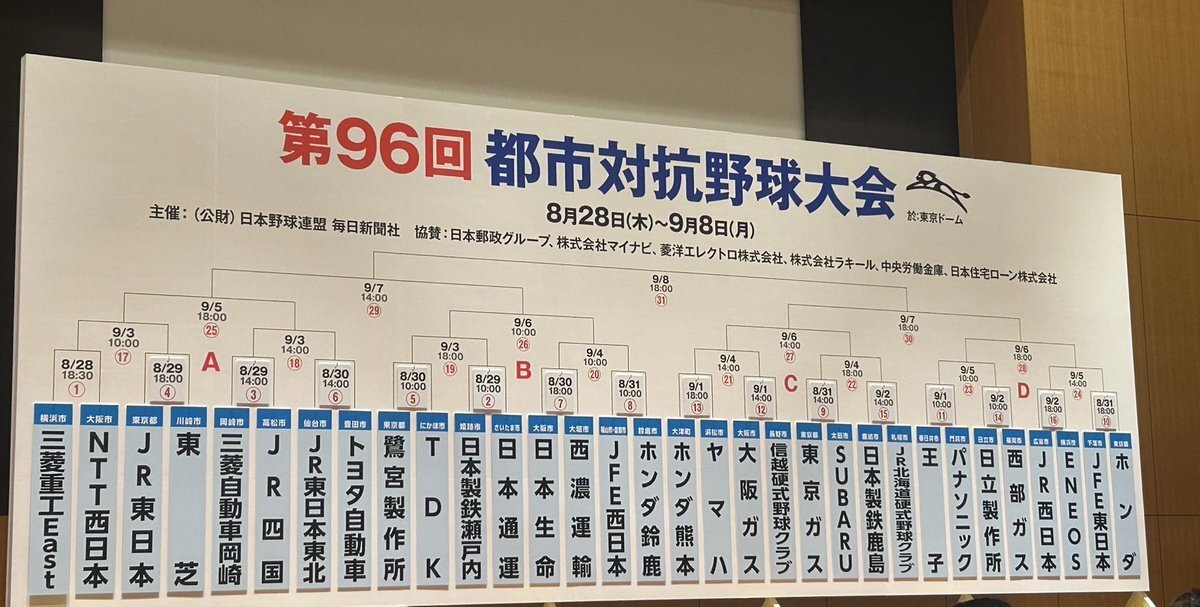 第96回 都市対抗野球大会
8月28日(木)~9月8日(月)
於:東京ドーム
主催:(公財)日本野球連盟 毎日新聞社 協賛:日本郵政グループ、株式会社マイナビ、菱洋エレクトロ株式会社、株式会社ラキール、中央労働金庫、日本住宅ローン株式会社
9/8 18:00 ㉛
9/7 14:00 ㉙
9/7 18:00 ㉚
9/5 18:00 ㉕
9/6 10:00 ㉖
9/6 14:00 ㉗
9/6 18:00 ㉘
A
B
C
D
9/3 10:00 ⑰
9/3 14:00 ⑱
9/3 18:00 ⑲
9/4 10:00 ⑳
9/4 14:00 ㉑
9/4 18:00 ㉒
9/5 10:00 ㉓
9/5 14:00 ㉔
8/28 18:30 ①
8/29 18:00 ④
8/29 14:00 ③
8/30 14:00 ⑥
8/30 10:00 ⑤
8/29 10:00 ②
8/30 18:00 ⑦
8/31 10:00 ⑧
9/1 18:00 ⑬
9/1 14:00 ⑫
8/31 14:00 ⑨
9/2 18:00 ⑮
9/1 10:00 ⑪
9/2 14:00 ⑭
9/2 18:00 ⑯
8/31 18:00 ⑩
横浜市 三菱重工East
大阪市 NTT西日本
東京都 JR東日本
川崎市 東芝
岡崎市 三菱自動車岡崎
高松市 JR四国
仙台市 JR東日本東北
豊田市 トヨタ自動車
東京都 鷺宮製作所
にかほ市 TDK
姫路市 日本製鉄瀬戸内
さいたま市 日本通運
大阪市 日本生命
大垣市 西濃運輸
福山市・倉敷市 JFE西日本
鈴鹿市 ホンダ鈴鹿
大津町 ホンダ熊本
浜松市 ヤマハ
大阪市 大阪ガス
長野市 信越硬式野球クラブ
東京都 東京ガス
太田市 SUBARU
鹿嶋市 日本製鉄鹿島
札幌市 JR北海道硬式野球クラブ
春日井市 王子
門真市 パナソニック
日立市 日立製作所
福岡市 西部ガス
広島市 JR西日本
横浜市 ENEOS
千葉市 JFE東日本
東京都 ホンダ